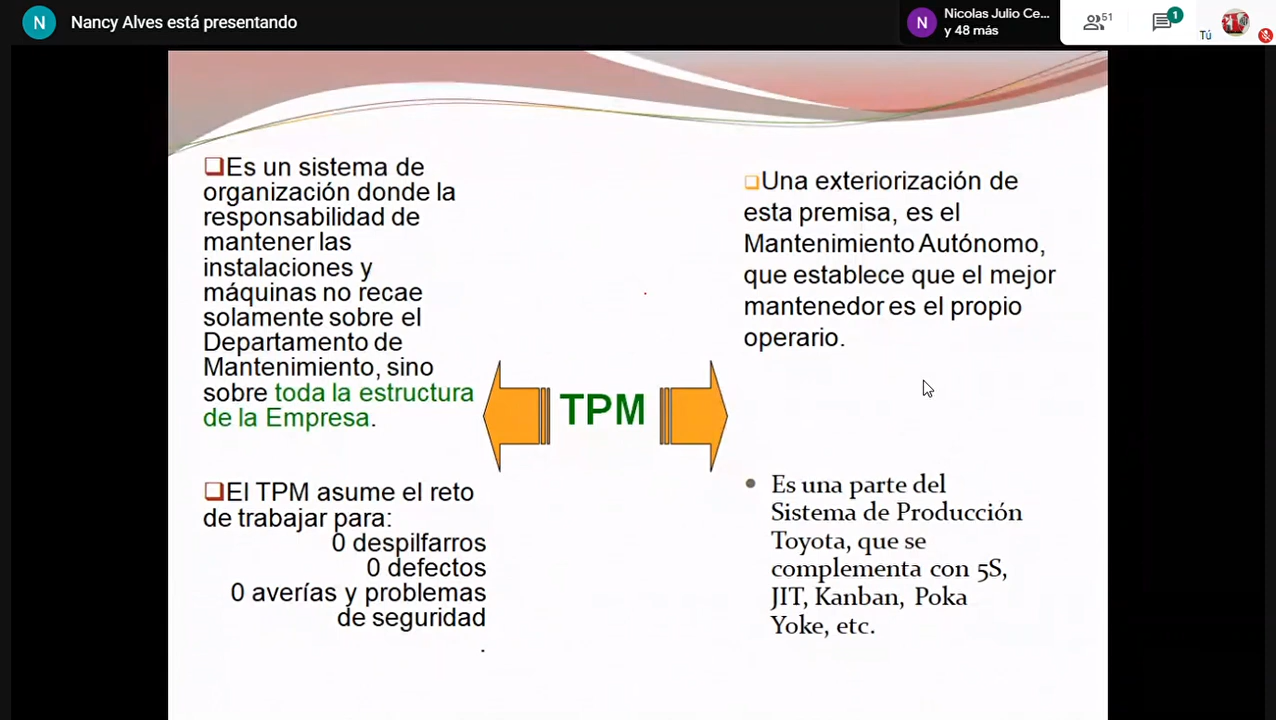 N Nancy Alves está presentando
N Nicolas Julio Ce...
y 48 más
51
1
Tú
Es un sistema de
organización donde la
responsabilidad de
mantener las
instalaciones y
máquinas no recae
solamente sobre el
Departamento de
Mantenimiento, sino
sobre toda la estructura
de la Empresa.
El TPM asume el reto
de trabajar para:
0 despilfarros
0 defectos
0 averías y problemas
de seguridad
.
TPM
Una exteriorización de
esta premisa, es el
Mantenimiento Autónomo,
que establece que el mejor
mantenedor es el propio
operario.
• Es una parte del
Sistema de Producción
Toyota, que se
complementa con 5S,
JIT, Kanban, Poka
Yoke, etc.